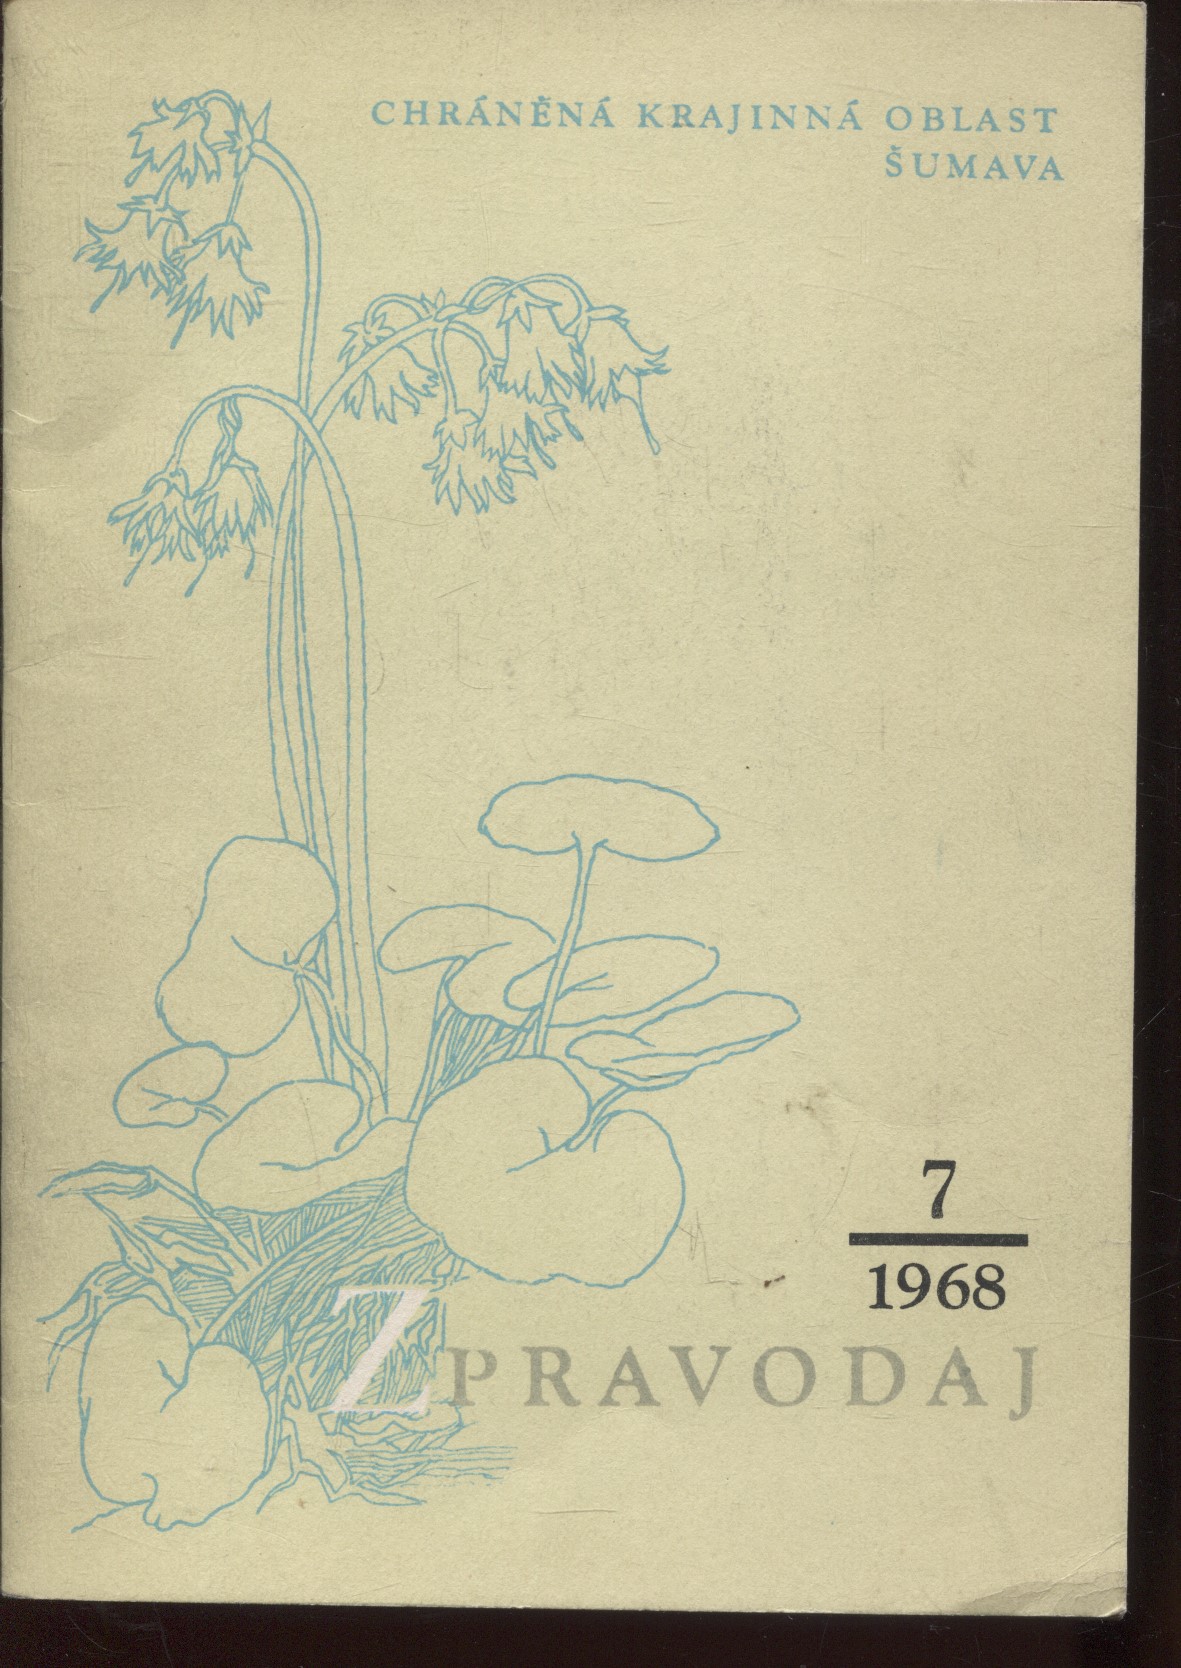 CHRÁNĚNÁ KRAJINNÁ OBLAST
ŠUMAVA
7
1968
ZPRAVODAJ